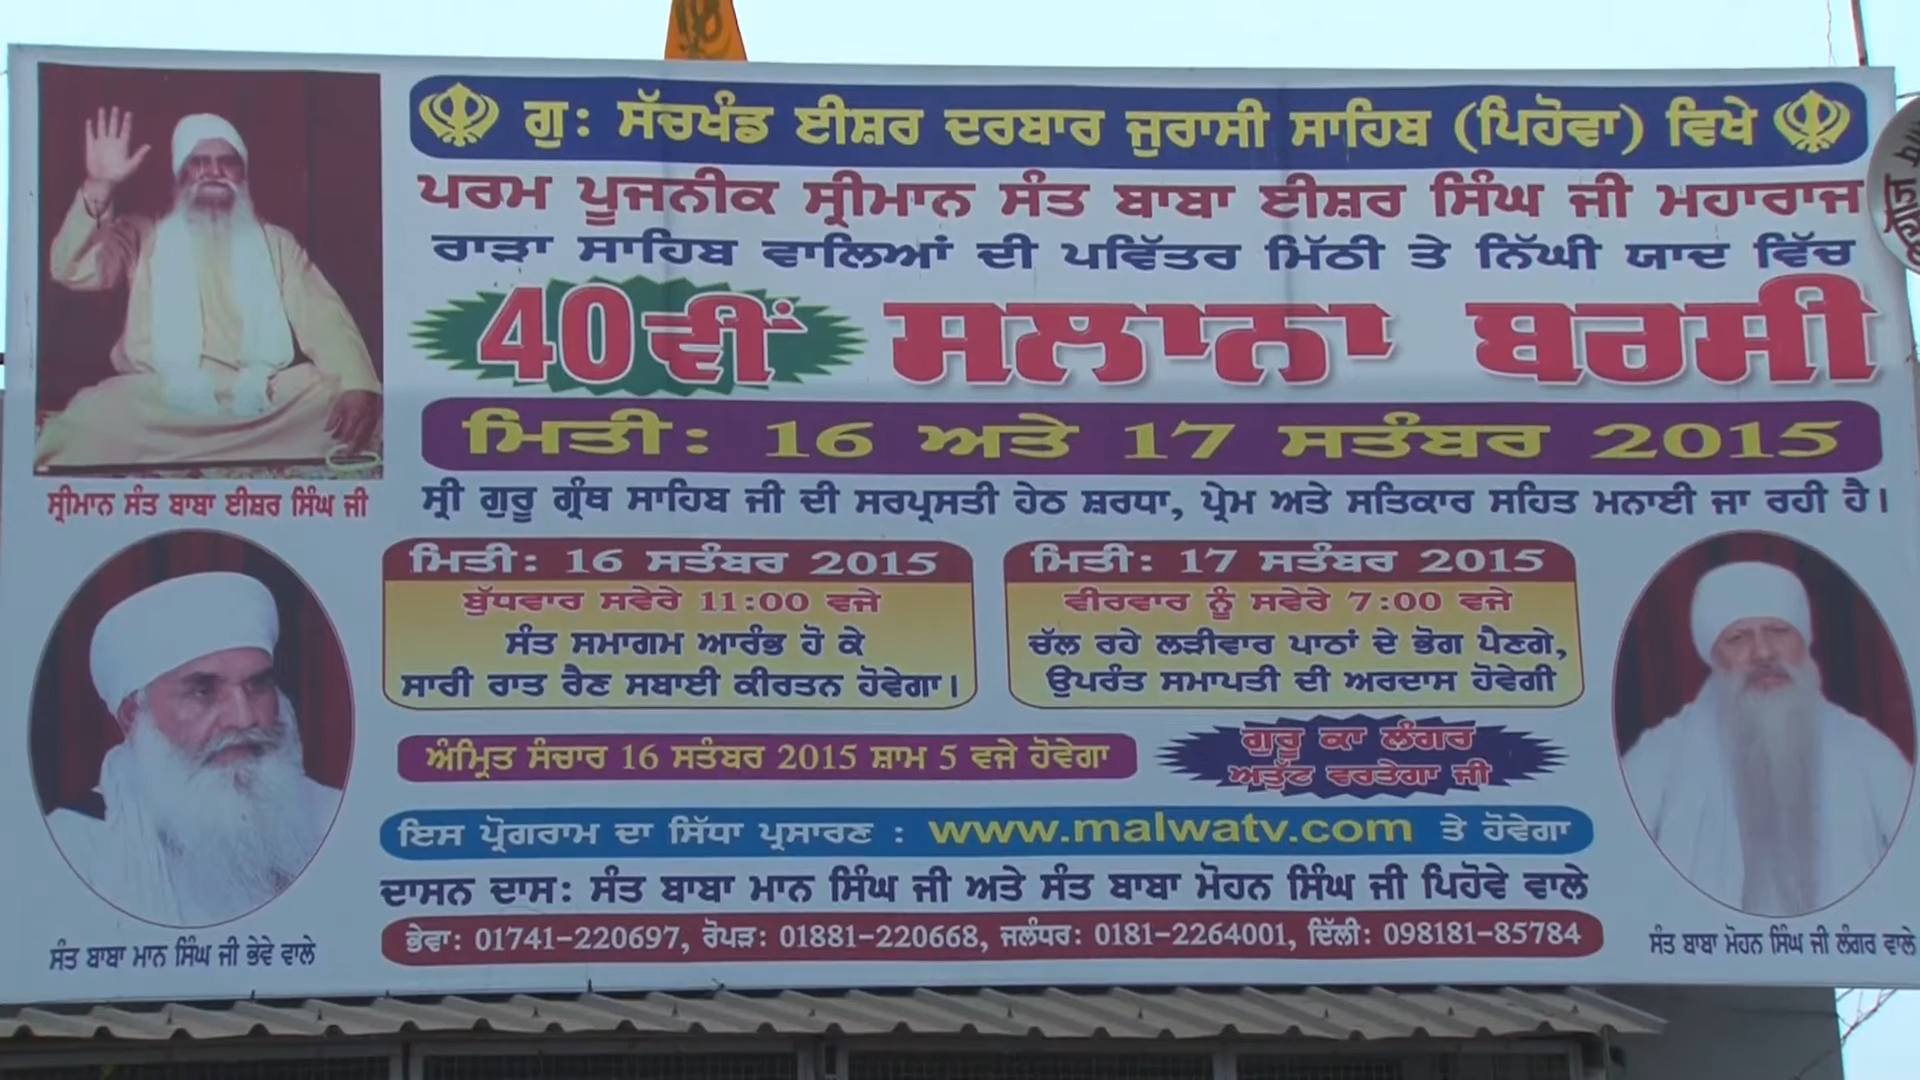 ਗੁ: ਸੱਚਖੰਡ ਈਸ਼ਰ ਦਰਬਾਰ ਜੁਰਾਸੀ ਸਾਹਿਬ (ਪਿਹੋਵਾ) ਵਿਖੇ
ਪਰਮ ਪੂਜਨੀਕ ਸ੍ਰੀਮਾਨ ਸੰਤ ਬਾਬਾ ਈਸ਼ਰ ਸਿੰਘ ਜੀ ਮਹਾਰਾਜ
ਰਾੜਾ ਸਾਹਿਬ ਵਾਲਿਆਂ ਦੀ ਪਵਿੱਤਰ ਮਿੱਠੀ ਤੇ ਨਿੱਘੀ ਯਾਦ ਵਿੱਚ
40ਵੀਂ ਸਲਾਨਾ ਬਰਸੀ
ਮਿਤੀ: 16 ਅਤੇ 17 ਸਤੰਬਰ 2015
ਸ੍ਰੀ ਗੁਰੂ ਗ੍ਰੰਥ ਸਾਹਿਬ ਜੀ ਦੀ ਸਰਪ੍ਰਸਤੀ ਹੇਠ ਸ਼ਰਧਾ, ਪ੍ਰੇਮ ਅਤੇ ਸਤਿਕਾਰ ਸਹਿਤ ਮਨਾਈ ਜਾ ਰਹੀ ਹੈ।
ਸ੍ਰੀਮਾਨ ਸੰਤ ਬਾਬਾ ਈਸ਼ਰ ਸਿੰਘ ਜੀ
ਮਿਤੀ: 16 ਸਤੰਬਰ 2015
ਬੁੱਧਵਾਰ ਸਵੇਰੇ 11:00 ਵਜੇ
ਸੰਤ ਸਮਾਗਮ ਆਰੰਭ ਹੋ ਕੇ
ਸਾਰੀ ਰਾਤ ਰੈਣ ਸਬਾਈ ਕੀਰਤਨ ਹੋਵੇਗਾ।
ਮਿਤੀ: 17 ਸਤੰਬਰ 2015
ਵੀਰਵਾਰ ਨੂੰ ਸਵੇਰੇ 7:00 ਵਜੇ
ਚੱਲ ਰਹੇ ਲੜੀਵਾਰ ਪਾਠਾਂ ਦੇ ਭੋਗ ਪੈਣਗੇ,
ਉਪਰੰਤ ਸਮਾਪਤੀ ਦੀ ਅਰਦਾਸ ਹੋਵੇਗੀ
ਅੰਮ੍ਰਿਤ ਸੰਚਾਰ 16 ਸਤੰਬਰ 2015 ਸ਼ਾਮ 5 ਵਜੇ ਹੋਵੇਗਾ
ਗੁਰੂ ਕਾ ਲੰਗਰ
ਅਤੁੱਟ ਵਰਤੇਗਾ ਜੀ
ਇਸ ਪ੍ਰੋਗਰਾਮ ਦਾ ਸਿੱਧਾ ਪ੍ਰਸਾਰਣ : www.malwatv.com ਤੇ ਹੋਵੇਗਾ
ਦਾਸਨ ਦਾਸ: ਸੰਤ ਬਾਬਾ ਮਾਨ ਸਿੰਘ ਜੀ ਅਤੇ ਸੰਤ ਬਾਬਾ ਮੋਹਨ ਸਿੰਘ ਜੀ ਪਿਹੋਵੇ ਵਾਲੇ
ਭੇਵਾ: 01741-220697, ਰੋਪੜ: 01881-220668, ਜਲੰਧਰ: 0181-2264001, ਦਿੱਲੀ: 098181-85784
ਸੰਤ ਬਾਬਾ ਮਾਨ ਸਿੰਘ ਜੀ ਭੇਵੇ ਵਾਲੇ
ਸੰਤ ਬਾਬਾ ਮੋਹਨ ਸਿੰਘ ਜੀ ਲੰਗਰ ਵਾਲੇ